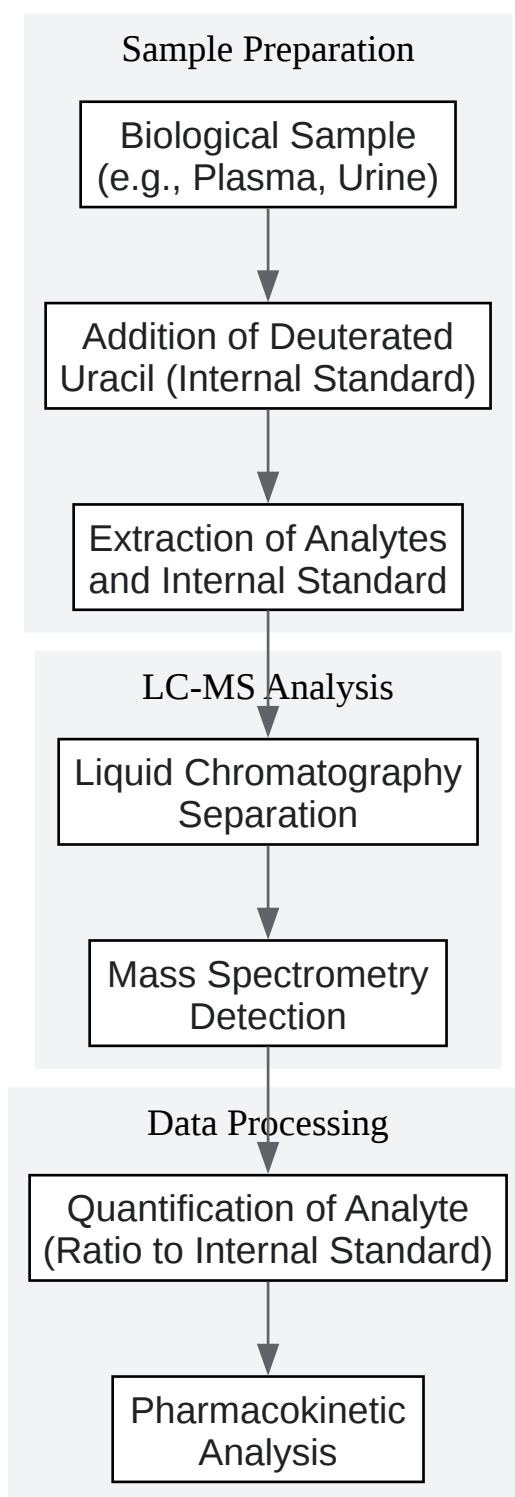 Sample Preparation
Biological Sample
(e.g., Plasma, Urine)
Addition of Deuterated
Uracil (Internal Standard)
Extraction of Analytes
and Internal Standard
LC-MS Analysis
Liquid Chromatography
Separation
Mass Spectrometry
Detection
Data Processing
Quantification of Analyte
(Ratio to Internal Standard)
Pharmacokinetic
Analysis